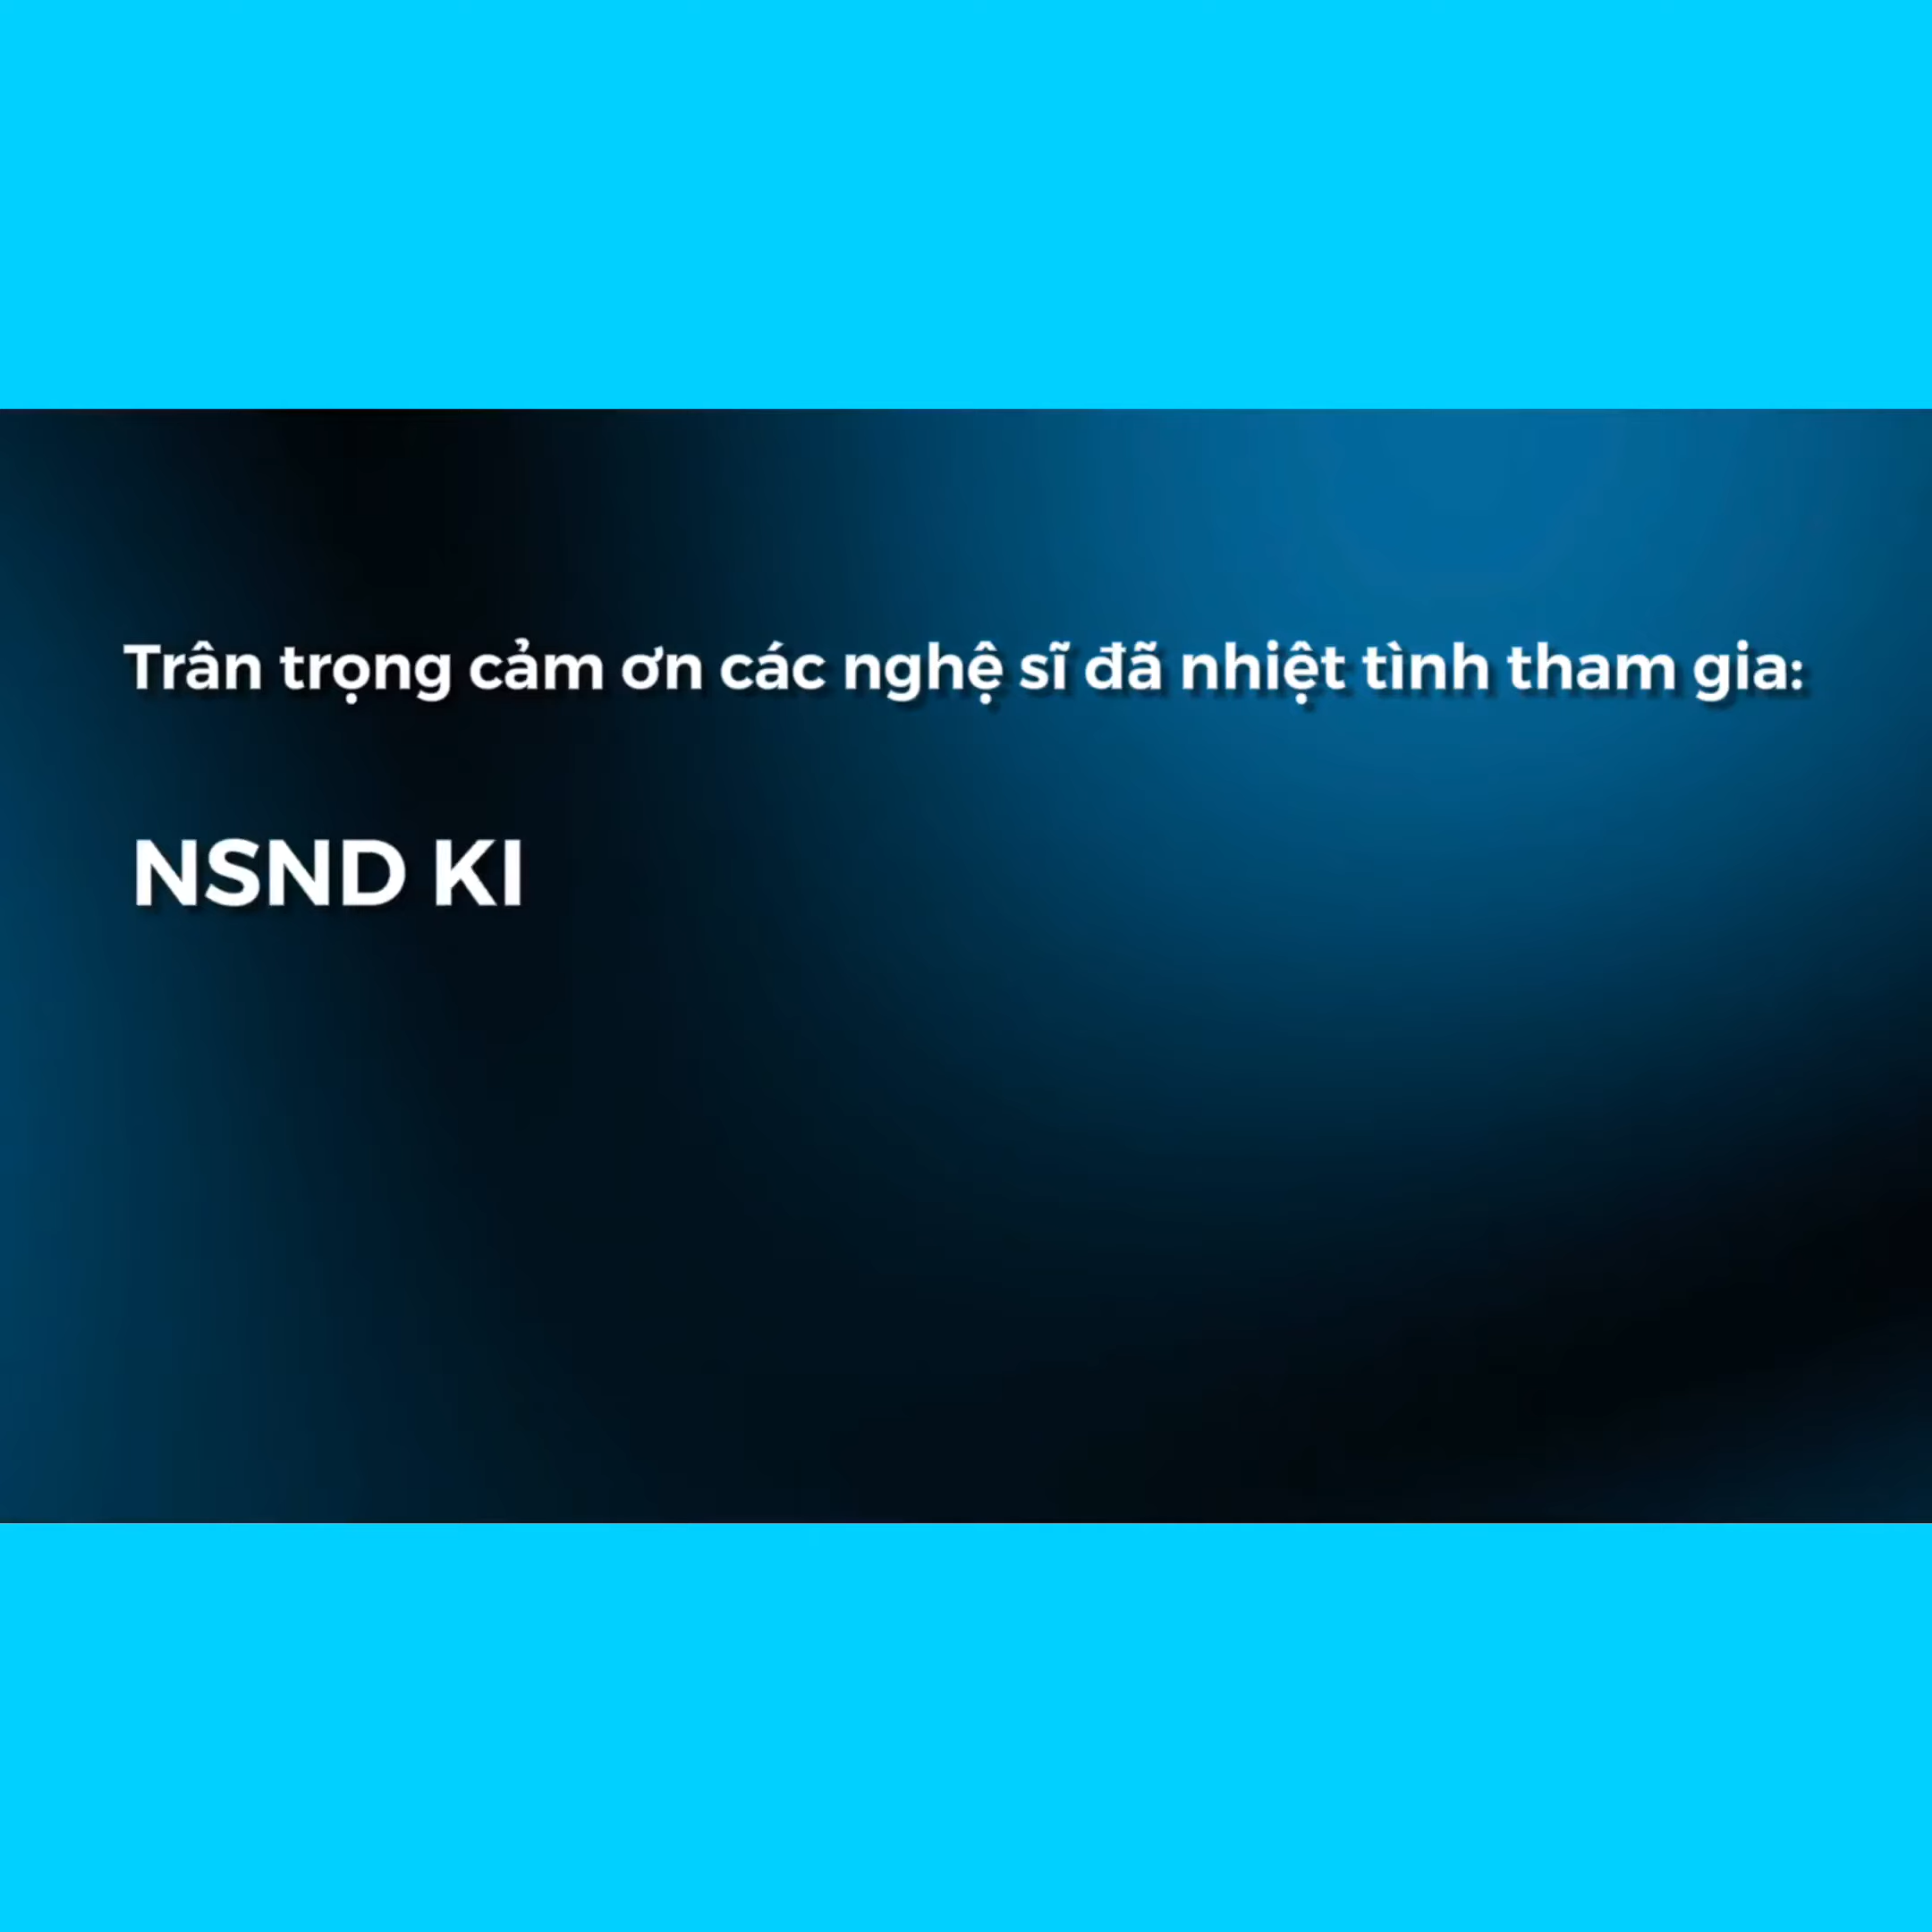 Trân trọng cảm ơn các nghệ sĩ đã nhiệt tình tham gia:
NSND KI